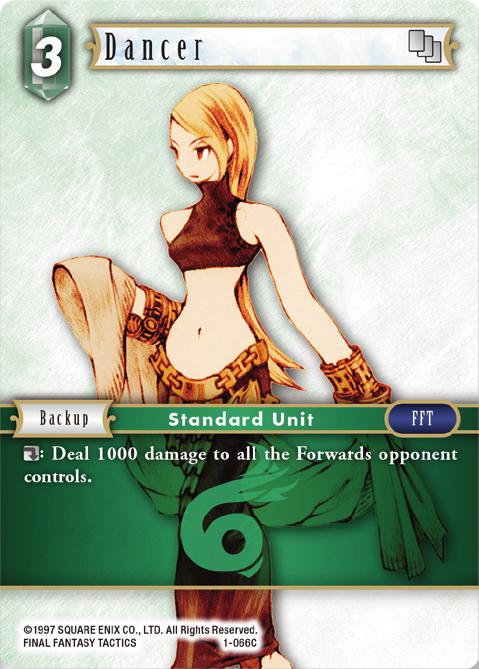 3
Dancer
Backup
Standard Unit
FFT
: Deal 1000 damage to all the Forwards opponent
controls.
©1997 SQUARE ENIX CO., LTD. All Rights Reserved.
FINAL FANTASY TACTICS 1-066C